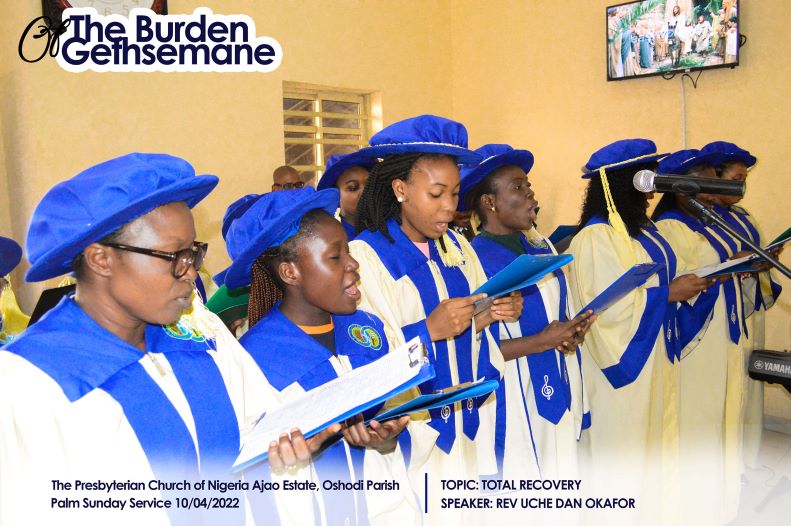 Of The Burden
Gethsemane
YAMAHA
The Presbyterian Church of Nigeria Ajao Estate, Oshodi Parish
Palm Sunday Service 10/04/2022
TOPIC: TOTAL RECOVERY
SPEAKER: REV UCHE DAN OKAFOR